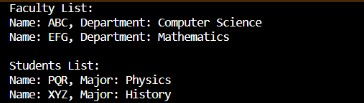 Faculty List:
Name: ABC, Department: Computer Science
Name: EFG, Department: Mathematics

Students List:
Name: PQR, Major: Physics
Name: XYZ, Major: History